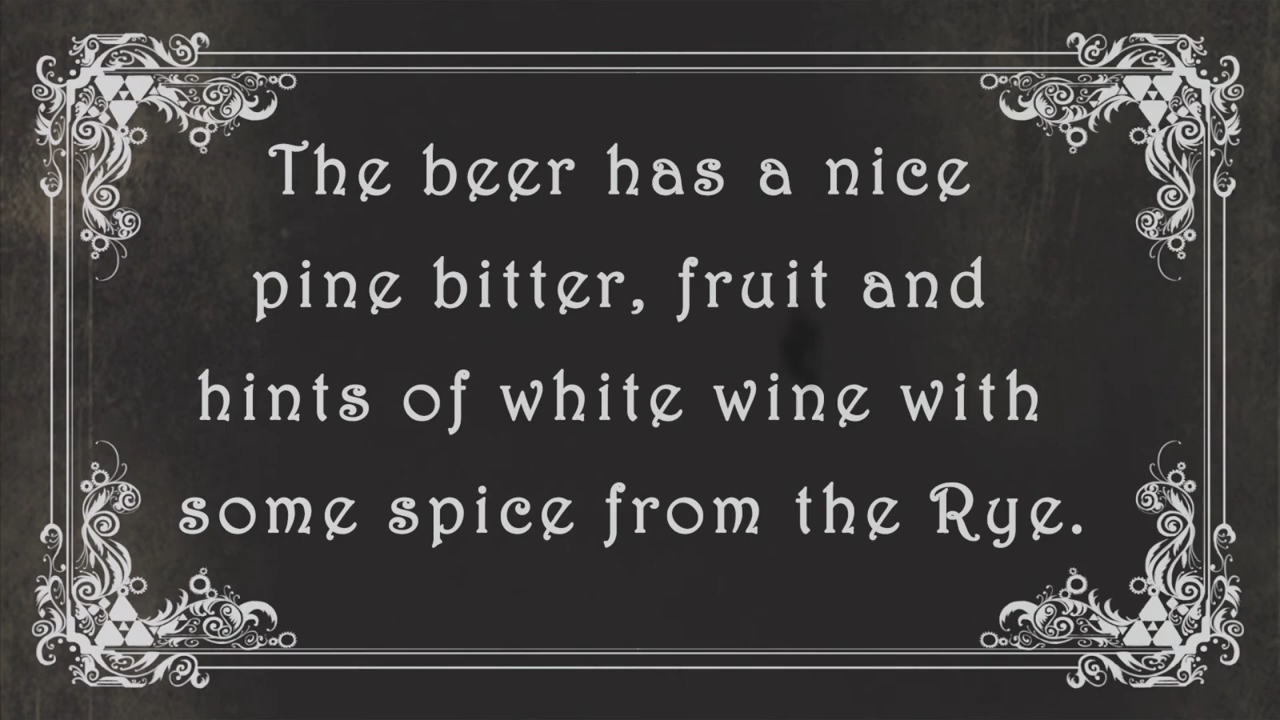 The beer has a nice
pine bitter, fruit and
hints of white wine with
some spice from the Rye.